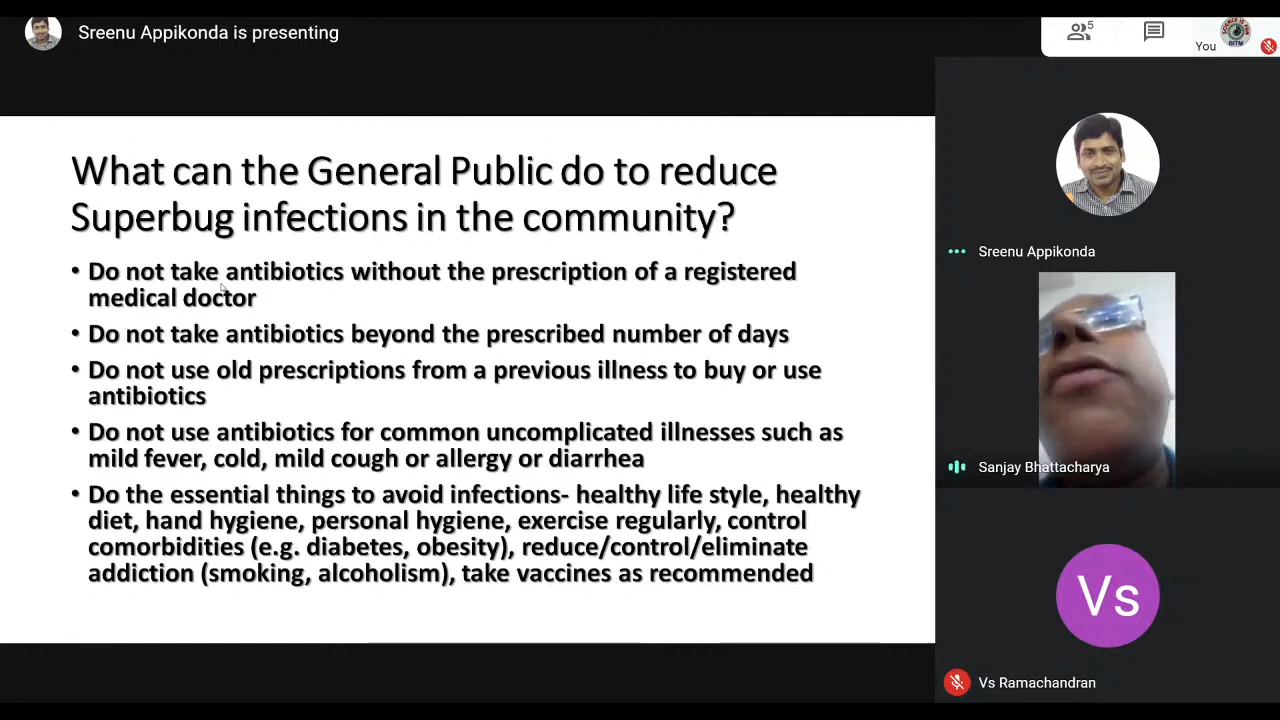 Sreenu Appikonda is presenting
5
You
What can the General Public do to reduce
Superbug infections in the community?
• Do not take antibiotics without the prescription of a registered
medical doctor
• Do not take antibiotics beyond the prescribed number of days
• Do not use old prescriptions from a previous illness to buy or use
antibiotics
• Do not use antibiotics for common uncomplicated illnesses such as
mild fever, cold, mild cough or allergy or diarrhea
• Do the essential things to avoid infections- healthy life style, healthy
diet, hand hygiene, personal hygiene, exercise regularly, control
comorbidities (e.g. diabetes, obesity), reduce/control/eliminate
addiction (smoking, alcoholism), take vaccines as recommended
Sreenu Appikonda
Sanjay Bhattacharya
Vs
Vs Ramachandran